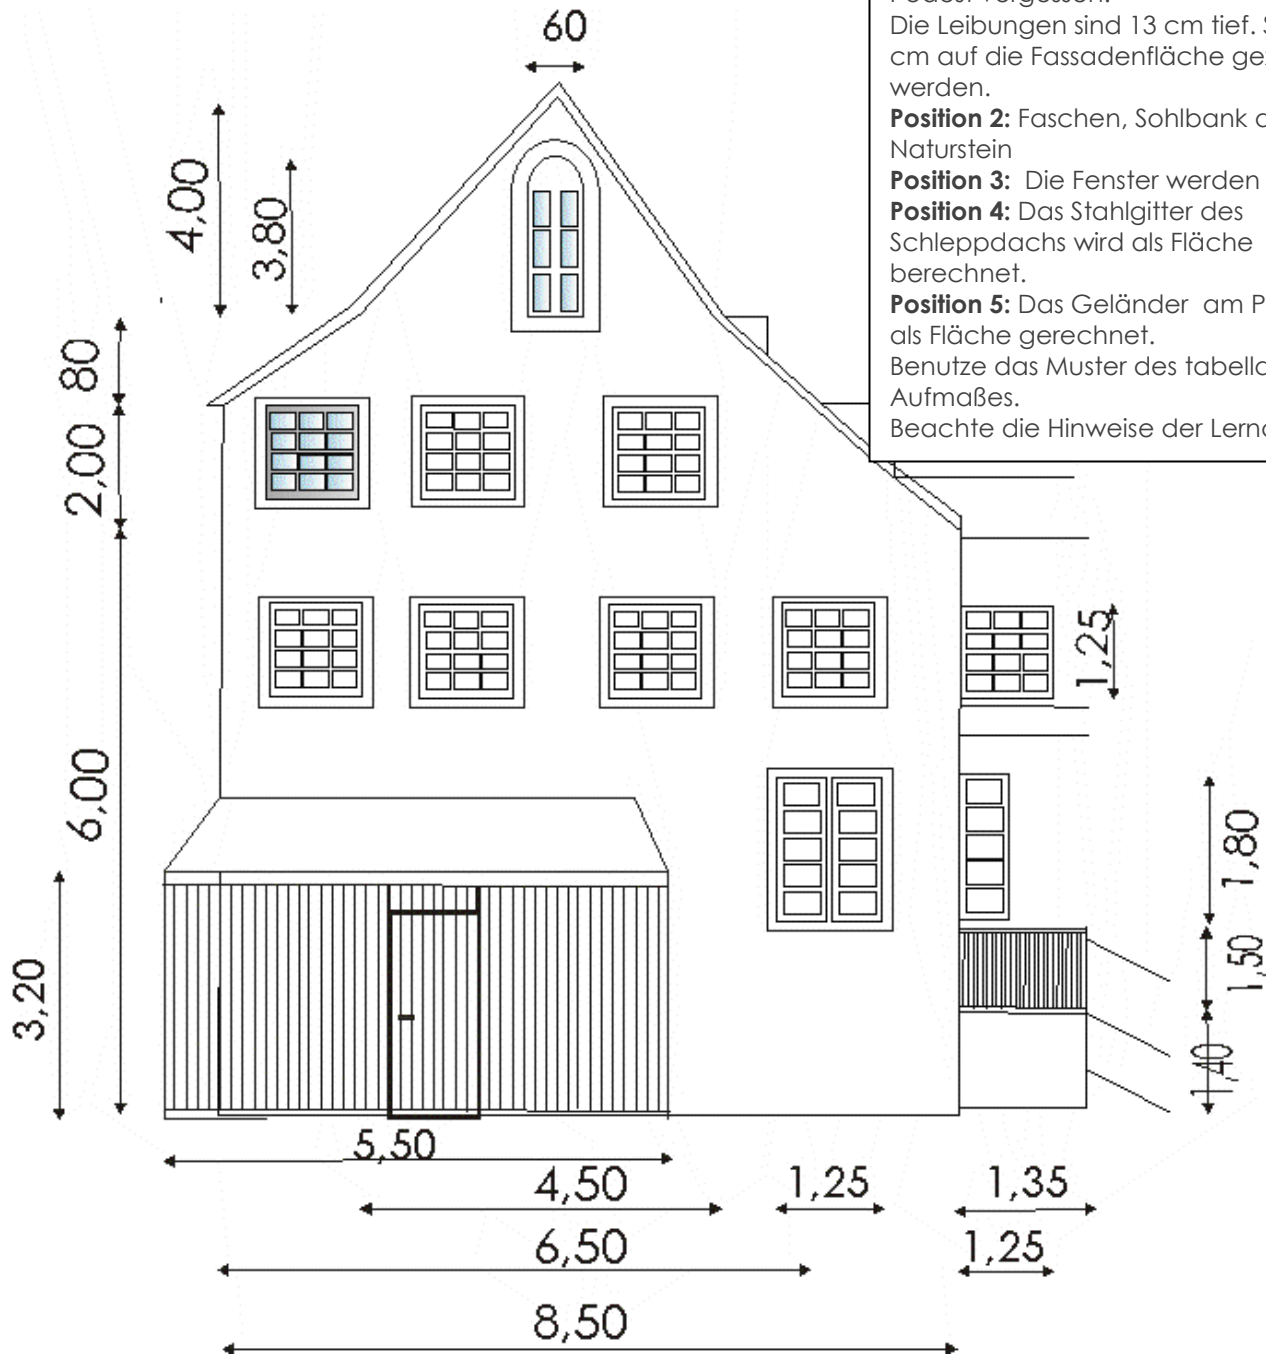 60
Die Leibungen sind 13 cm tief.
cm auf die Fassadenfläche
werden.
Position 2: Faschen, Sohlbank
Naturstein
Position 3: Die Fenster werden
Position 4: Das Stahlgitter des
Schleppdachs wird als Fläche
berechnet.
Position 5: Das Geländer am
als Fläche gerechnet.
Benutze das Muster des
Aufmaßes.
Beachte die Hinweise der
4,00
3,80
80
2,00
6,00
3,20
1,25
1,80
1,50
1,40
5,50
4,50
1,25
1,35
6,50
1,25
8,50